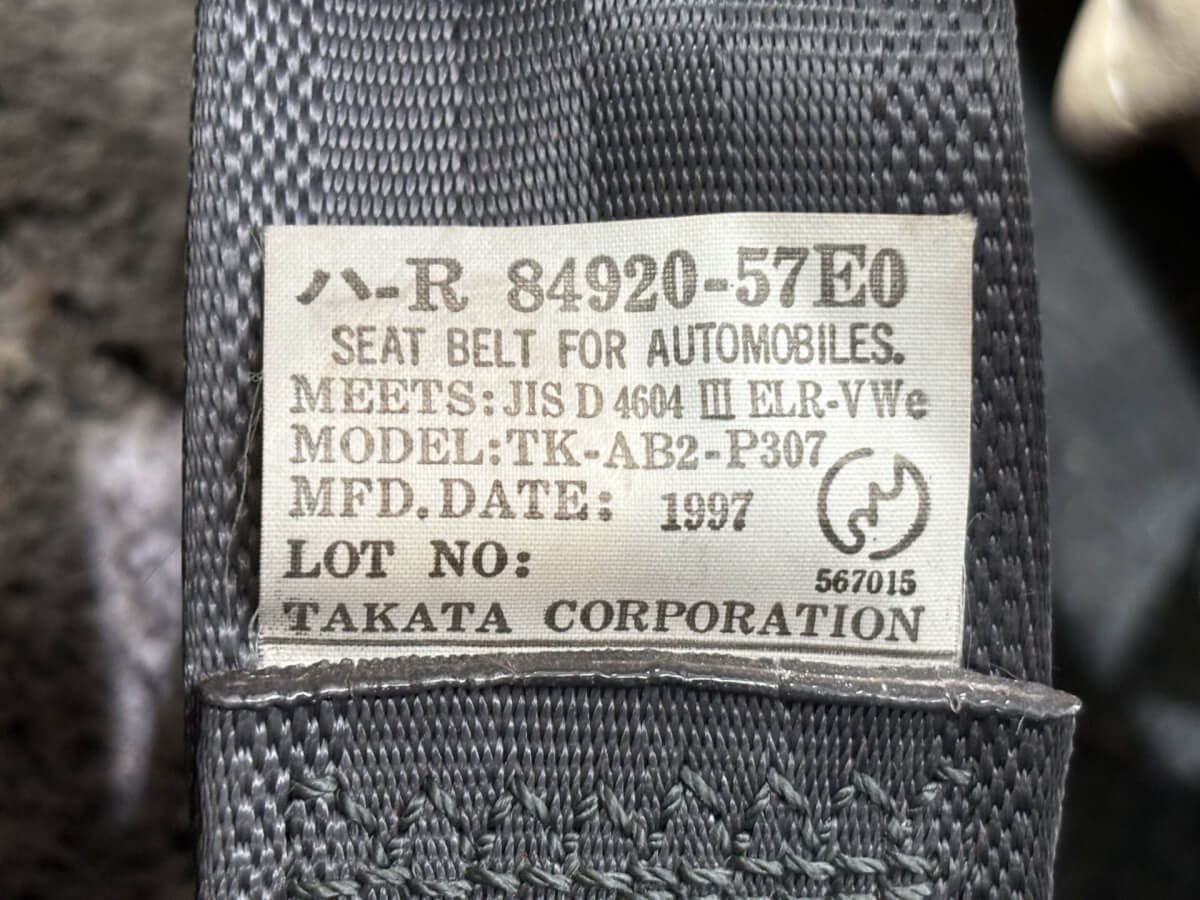 ハ-R 84920-57E0
SEAT BELT FOR AUTOMOBILES.
MEETS: JIS D 4604 III ELR-VWe
MODEL: TK-AB2-P307
MFD. DATE: 1997
LOT NO:
567015
TAKATA CORPORATION